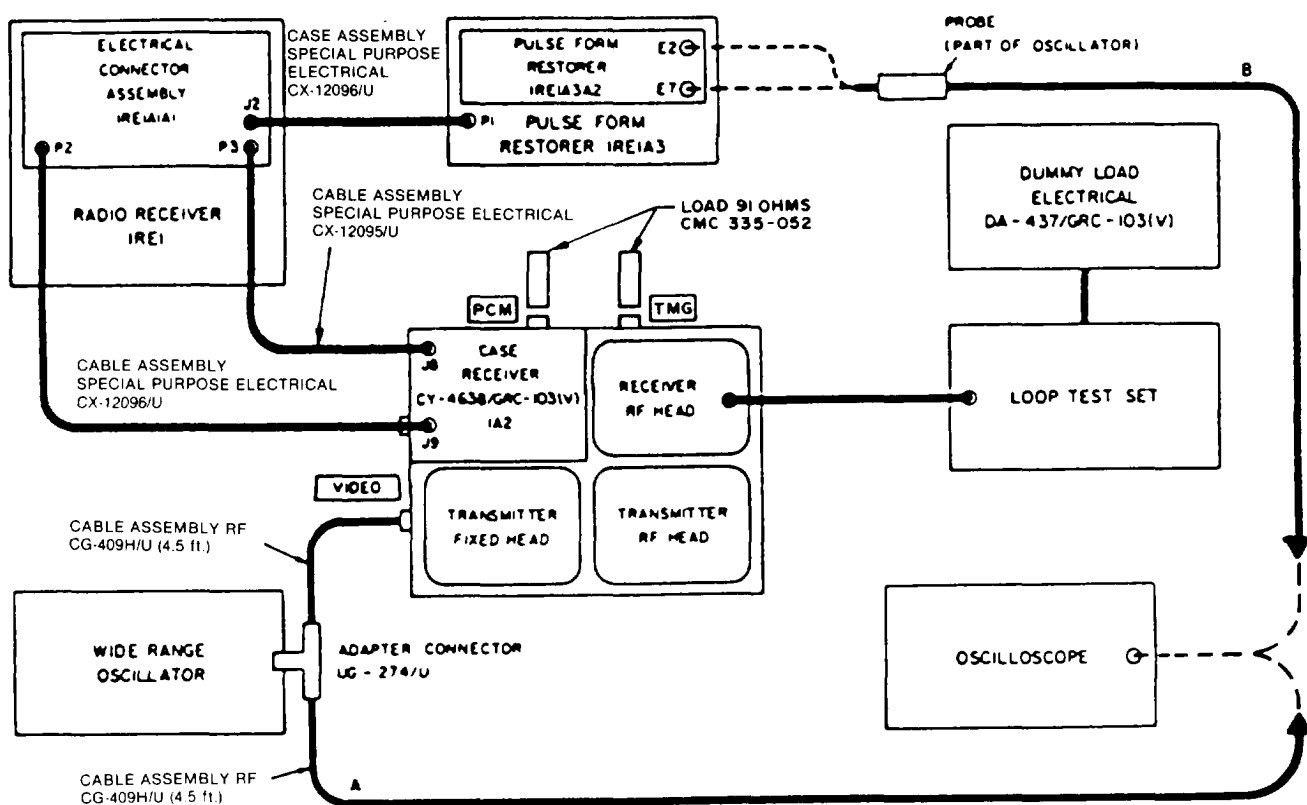 ELECTRICAL
CONNECTOR
ASSEMBLY
IREIAIAI
J2
P2
P3
RADIO RECEIVER
IREI
CASE ASSEMBLY
SPECIAL PURPOSE
ELECTRICAL
CX-12096/U
PULSE FORM
RESTORER
IREIA3A2
E2
E7
P1
PULSE FORM
RESTORER IREIA3
PROBE
(PART OF OSCILLATOR)
B
DUMMY LOAD
ELECTRICAL
DA-437/GRC-103(V)
CABLE ASSEMBLY
SPECIAL PURPOSE ELECTRICAL
CX-12095/U
LOAD 91 OHMS
CMC 335-052
PCM
TMG
J8
CASE
RECEIVER
CY-4638/GRC-103(V)
1A2
J9
RECEIVER
RF HEAD
LOOP TEST SET
CABLE ASSEMBLY
SPECIAL PURPOSE ELECTRICAL
CX-12096/U
VIDEO
TRANSMITTER
FIXED HEAD
TRANSMITTER
RF HEAD
CABLE ASSEMBLY RF
CG-409H/U (4.5 ft.)
WIDE RANGE
OSCILLATOR
ADAPTER CONNECTOR
UG-274/U
OSCILLOSCOPE
CABLE ASSEMBLY RF
CG-409H/U (4.5 ft.)
A